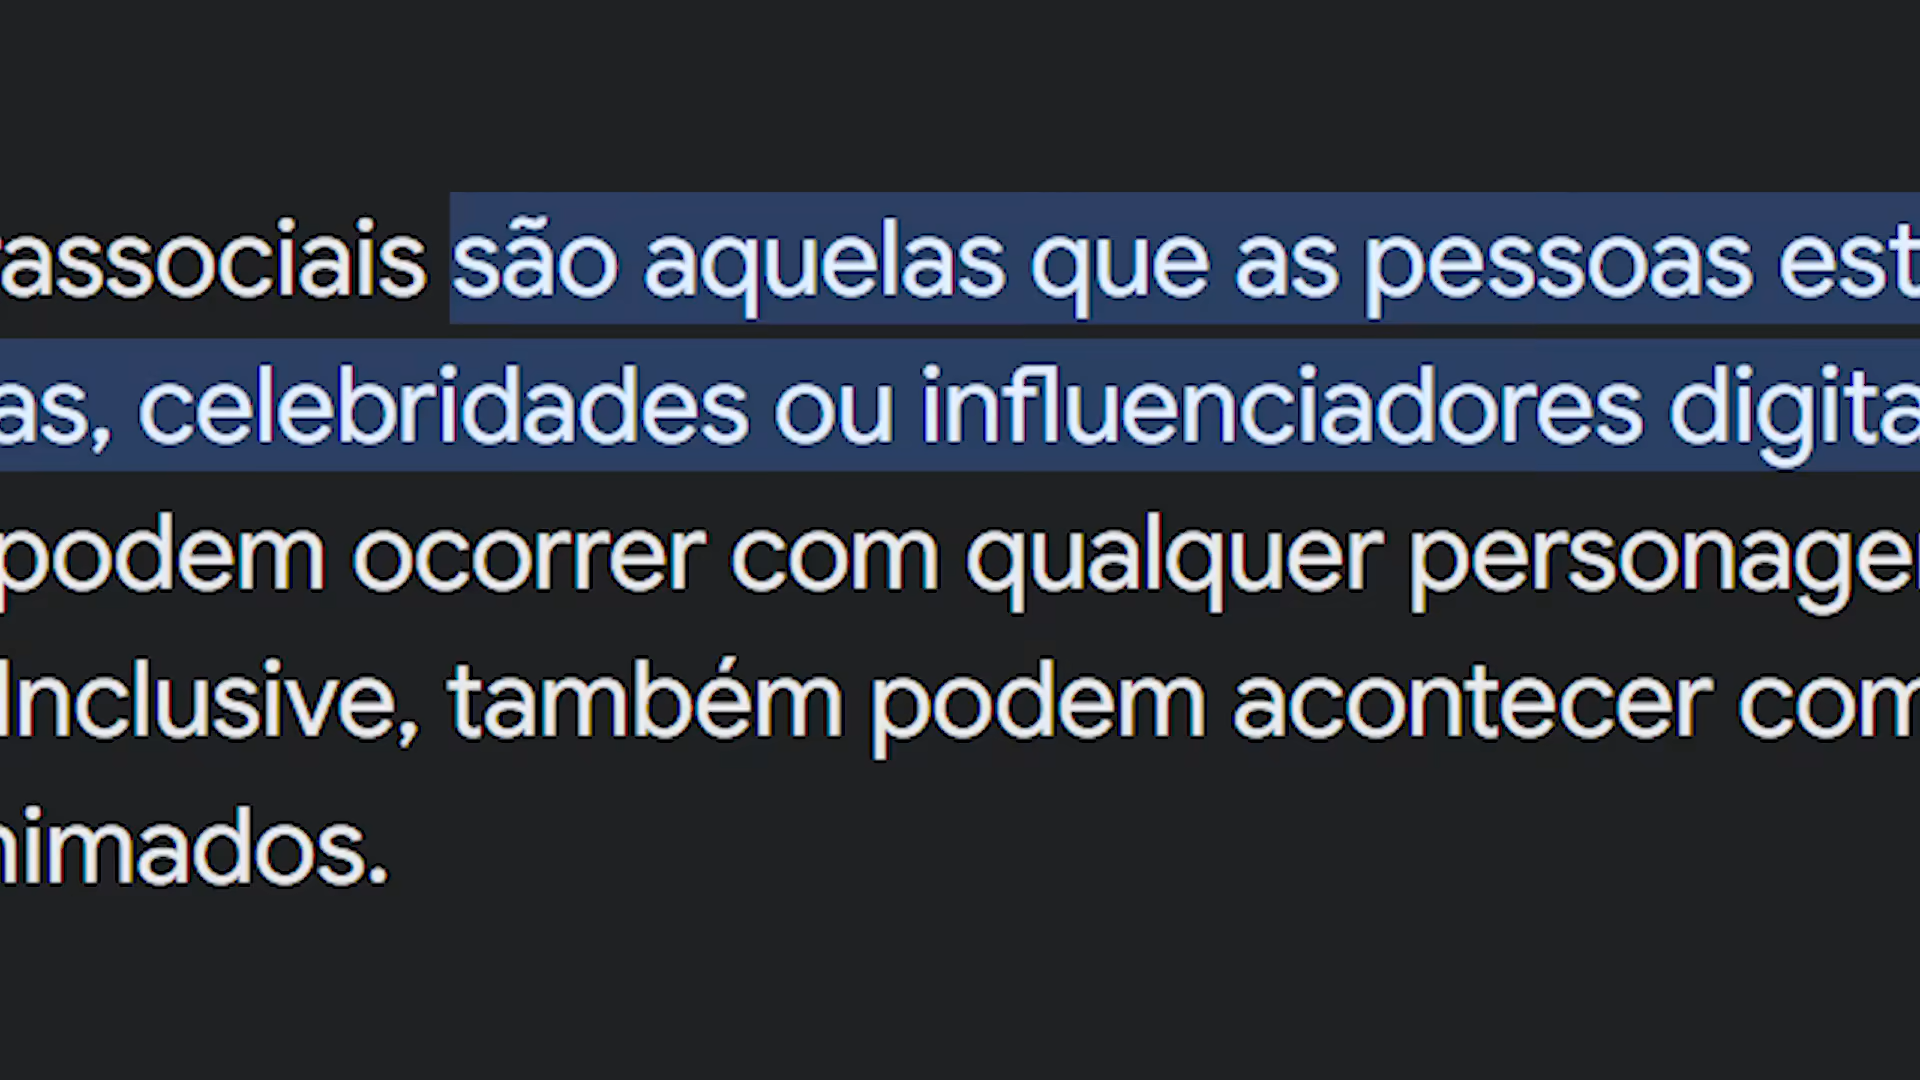 rassociais são aquelas que as pessoas est
as, celebridades ou influenciadores digita
podem ocorrer com qualquer personage
Inclusive, também podem acontecer com
nimados.